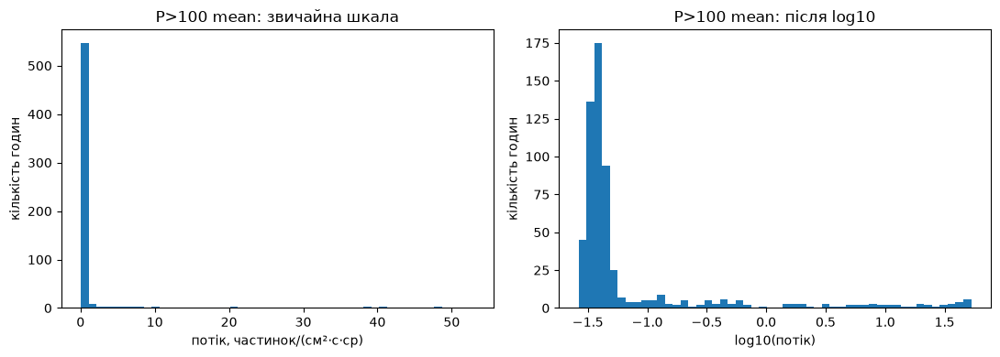 P>100 mean: звичайна шкала
кількість годин
500
400
300
200
100
0
0 10 20 30 40 50
потік, частинок/(см²·с·ср)
P>100 mean: після log10
кількість годин
175
150
125
100
75
50
25
0
−1.5 −1.0 −0.5 0.0 0.5 1.0 1.5
log10(потік)